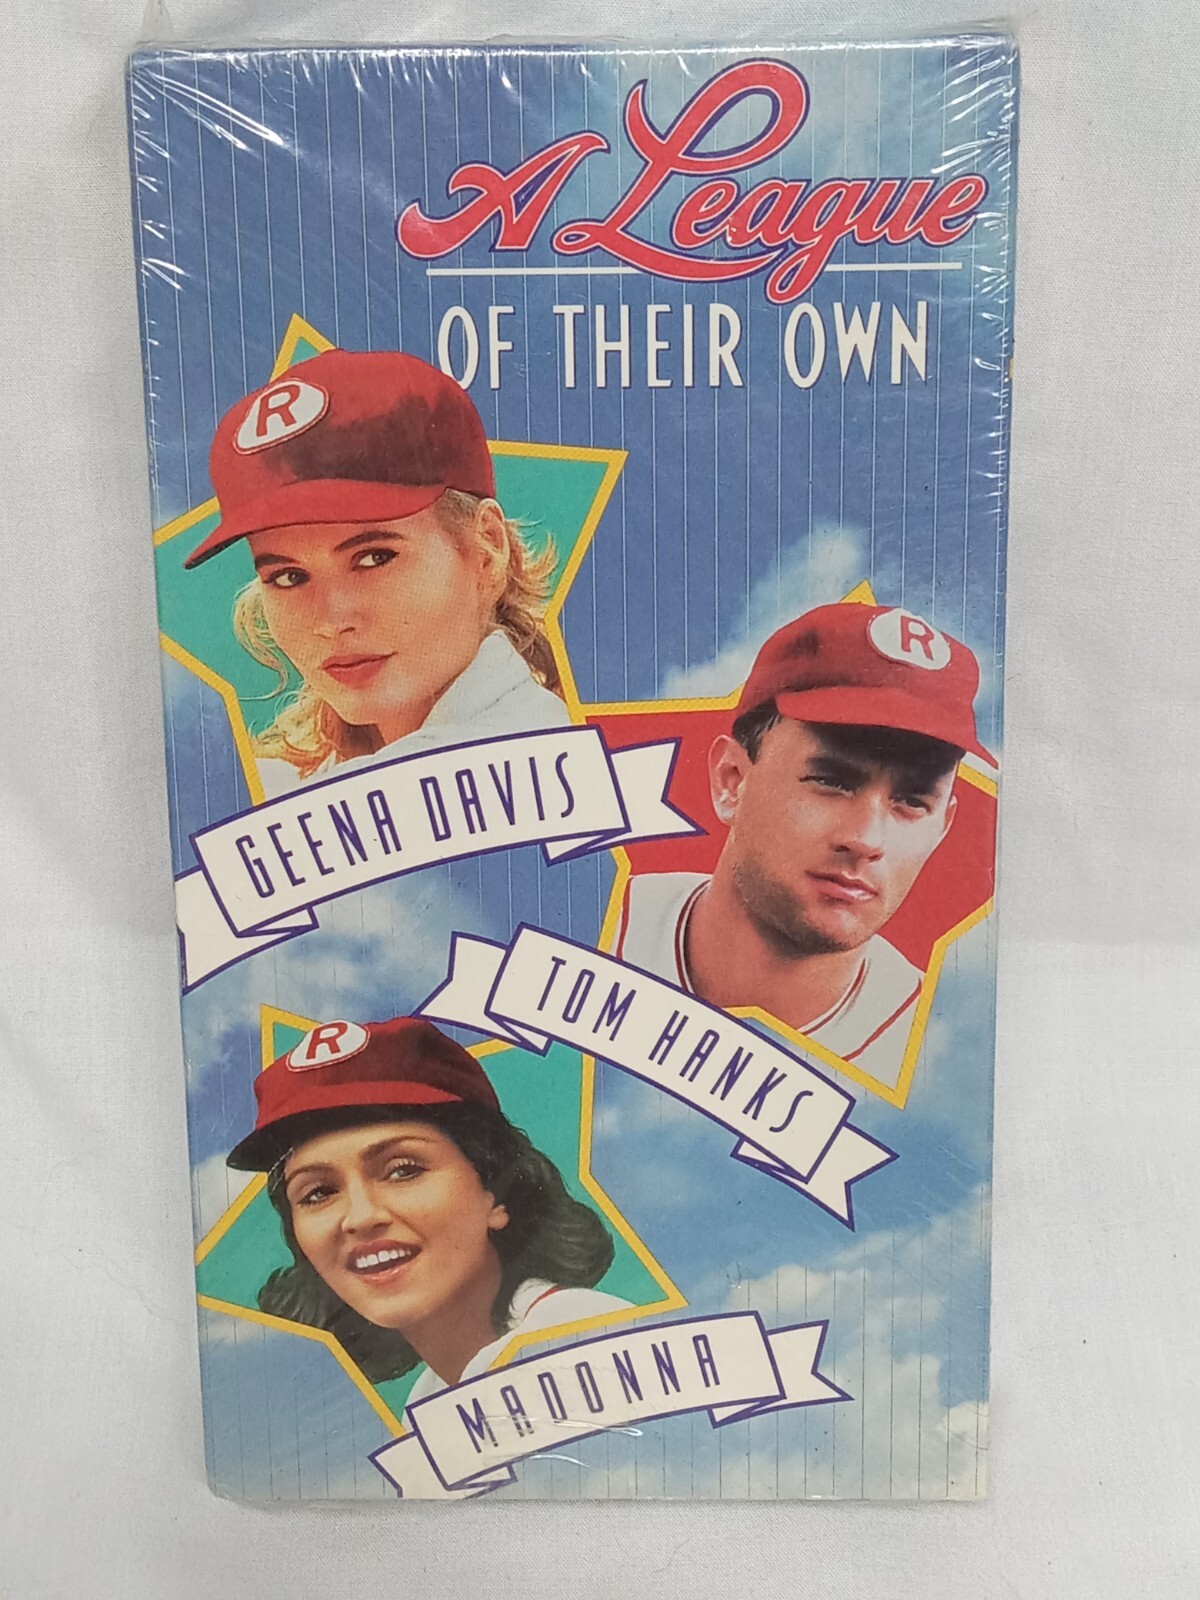 A League
OF THEIR OWN
R
R
GEENA DAVIS
TOM HANKS
R
MADONNA